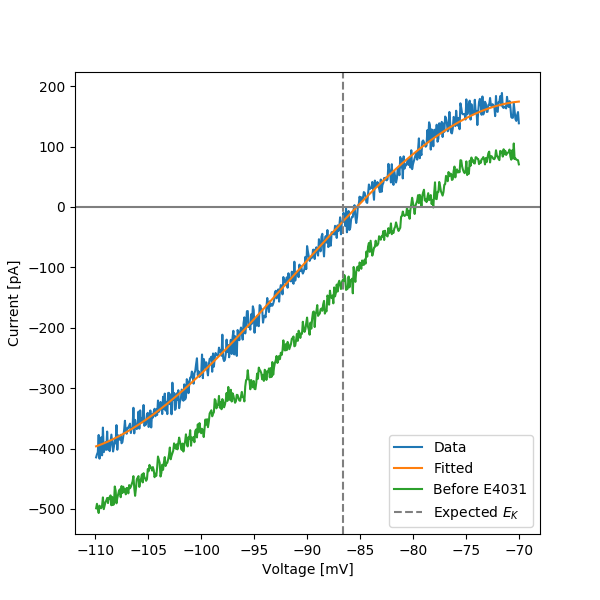 200
100
0
−100
−200
−300
−400
−500
Current [pA]
−110 −105 −100 −95 −90 −85 −80 −75 −70
Voltage [mV]
Data
Fitted
Before E4031
Expected $E_K$